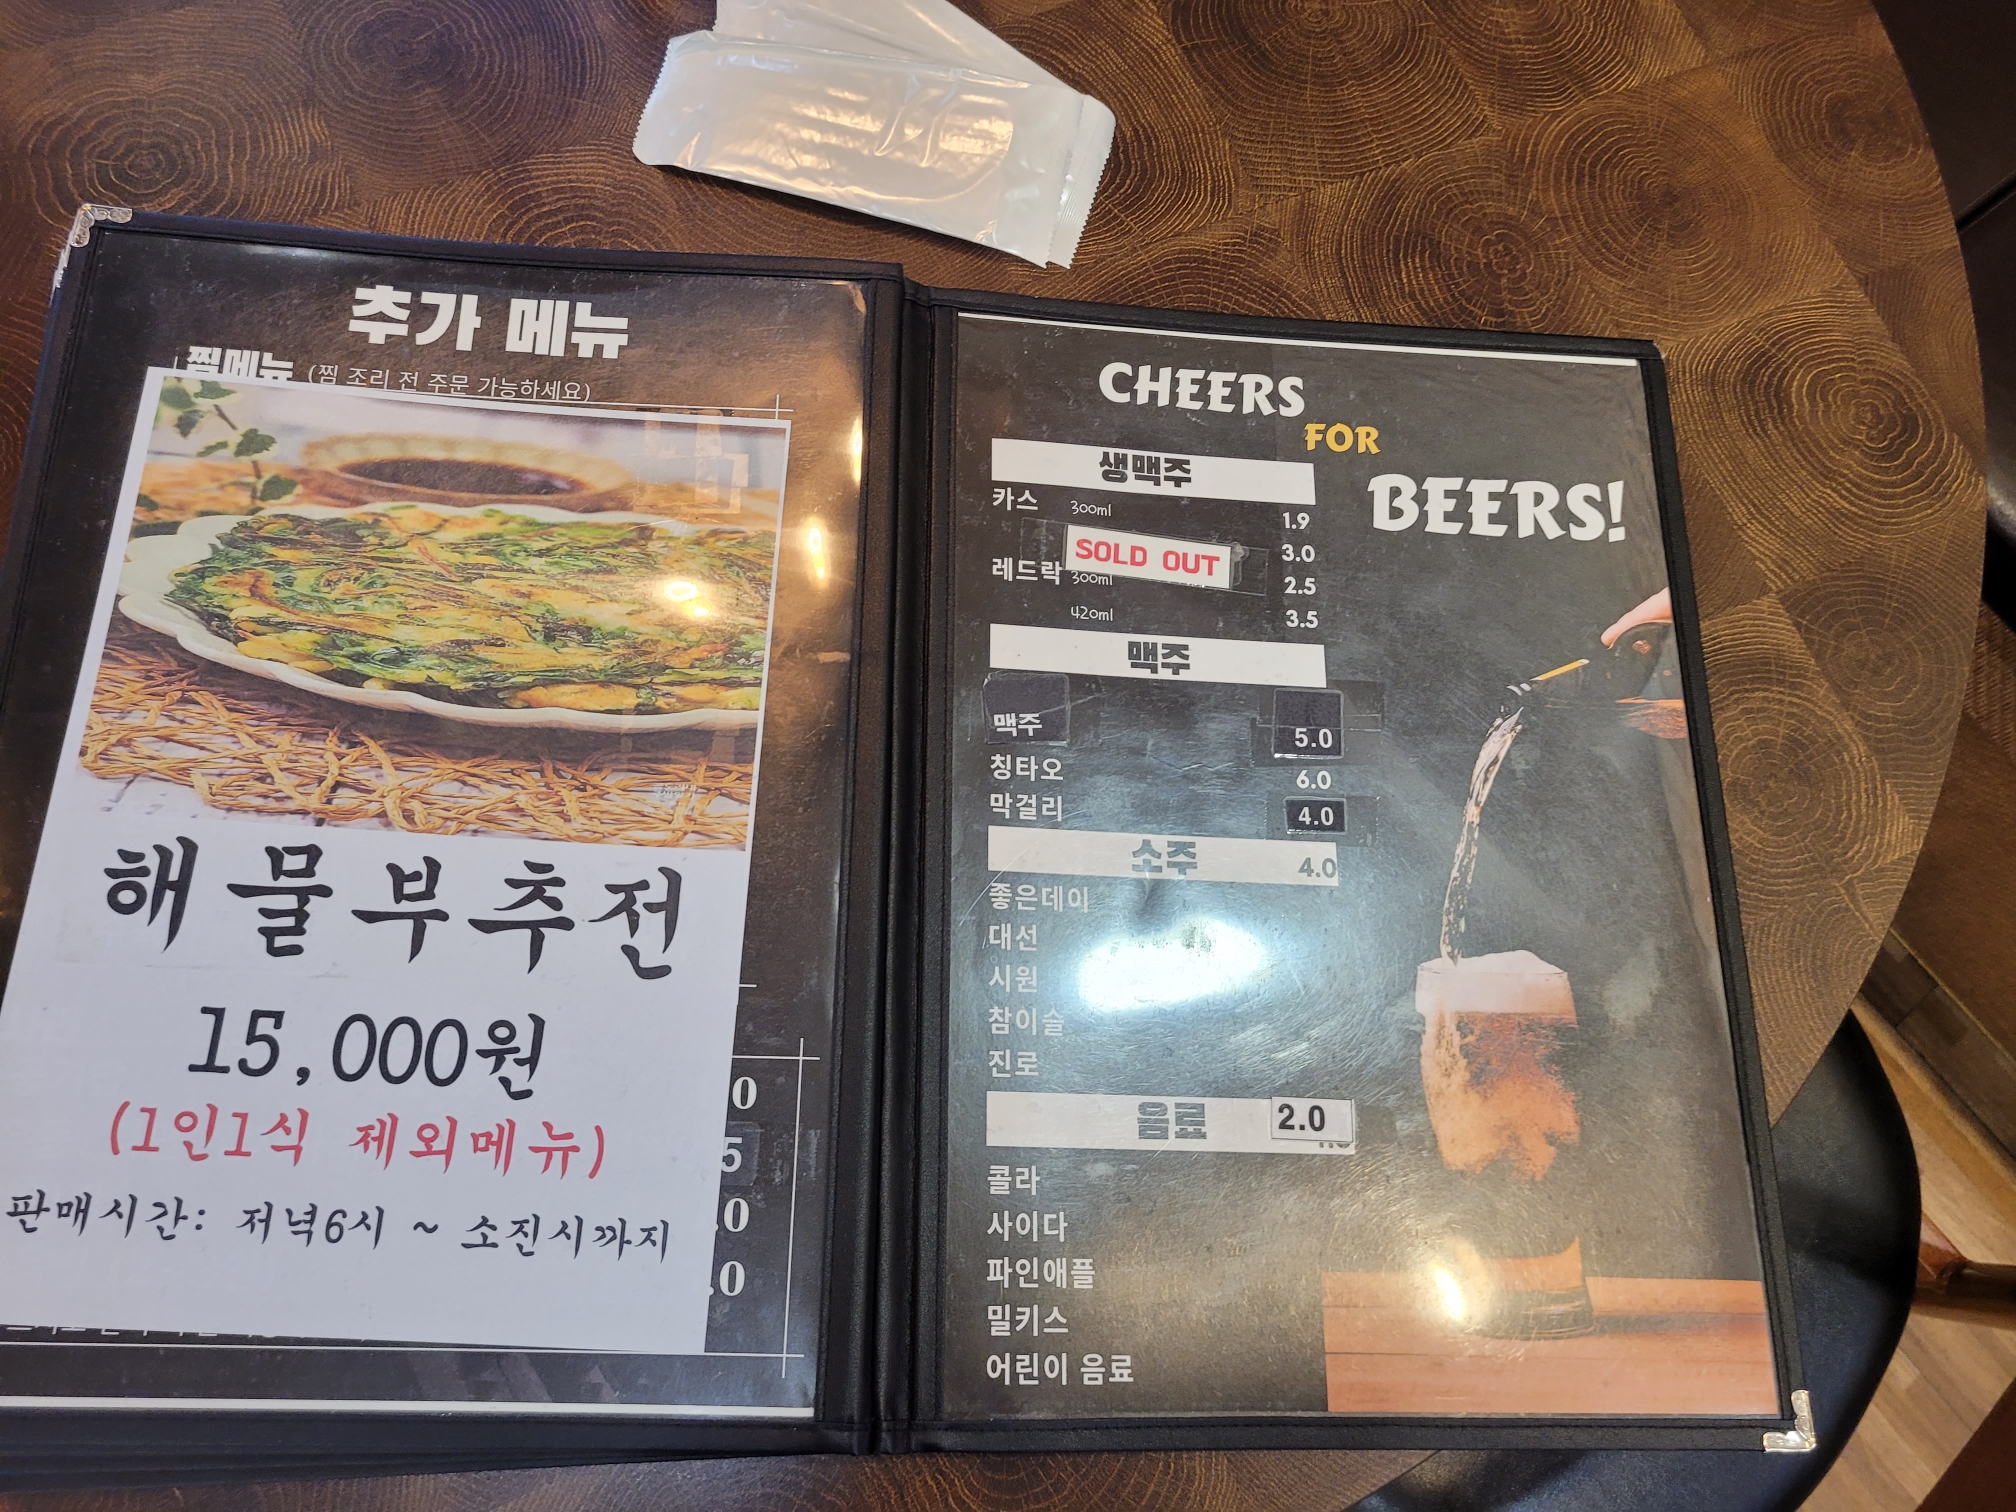 추가 메뉴
찜메뉴 (찜 조리 전 주문 가능하세요)
해물부추전
15,000원
(1인1식 제외메뉴)
판매시간: 저녁6시 ~ 소진시까지
0
5
.0
.0
CHEERS
FOR
BEERS!
생맥주
카스 300ml 1.9
SOLD OUT 3.0
레드락 300ml 2.5
420ml 3.5
맥주
맥주 5.0
칭타오 6.0
막걸리 4.0
소주 4.0
좋은데이
대선
시원
참이슬
진로
음료 2.0
콜라
사이다
파인애플
밀키스
어린이 음료